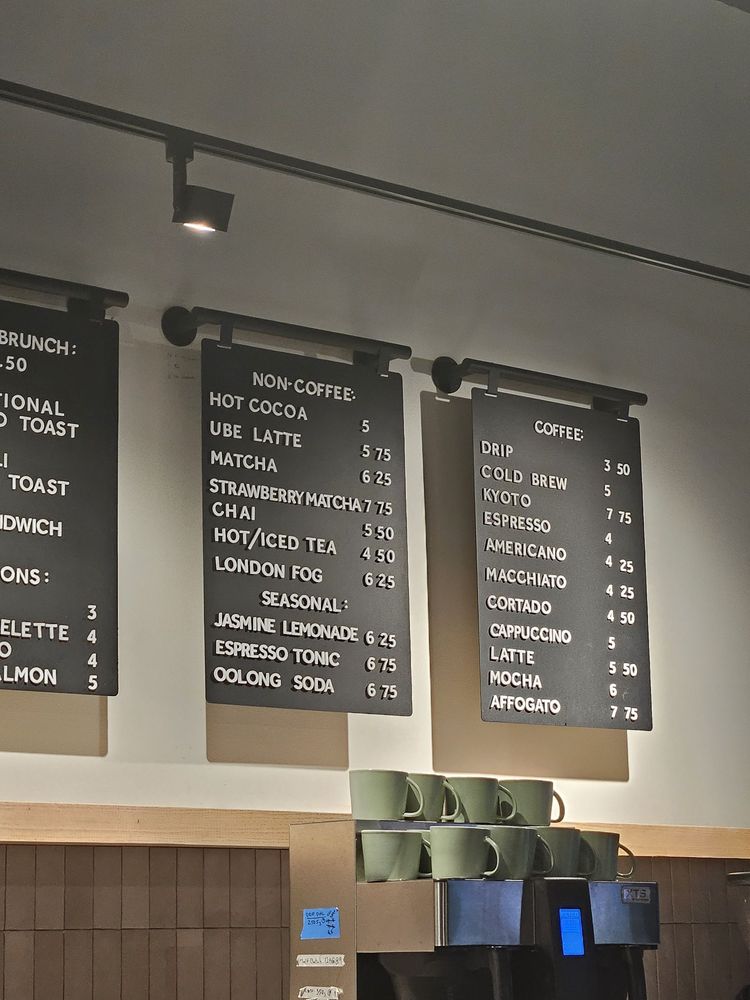 BRUNCH:
.50
TIONAL
TOAST
TOAST
NDWICH
ONS:
3
ELETTE 4
O 4
ALMON 5
NON-COFFEE:
HOT COCOA 5
UBE LATTE 5 75
MATCHA 6 25
STRAWBERRY MATCHA 7 75
CHAI 5 50
HOT/ICED TEA 4 50
LONDON FOG 6 25
SEASONAL:
JASMINE LEMONADE 6 25
ESPRESSO TONIC 6 75
OOLONG SODA 6 75
COFFEE:
DRIP 3 50
COLD BREW 5
KYOTO 7 75
ESPRESSO 4
AMERICANO 4 25
MACCHIATO 4 25
CORTADO 4 50
CAPPUCCINO 5
LATTE 5 50
MOCHA 6
AFFOGATO 7 75
XTS